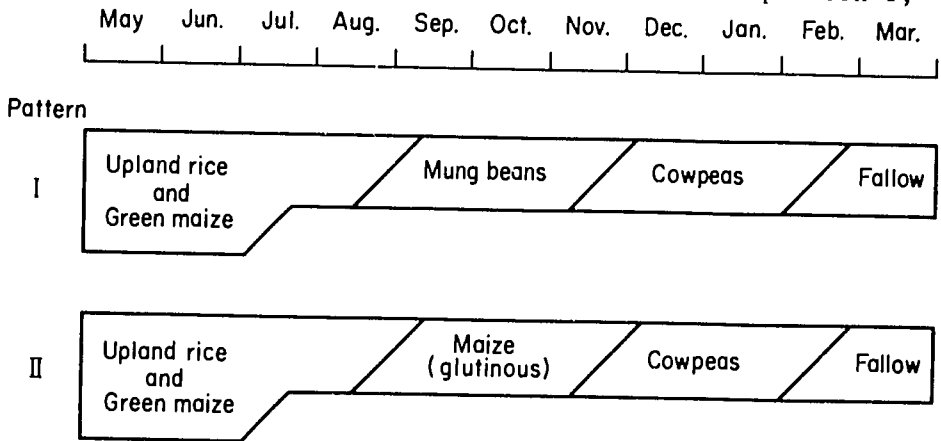 May Jun. Jul. Aug. Sep. Oct. Nov. Dec. Jan. Feb. Mar.
Pattern
I
Upland rice
and
Green maize
Mung beans
Cowpeas
Fallow
II
Upland rice
and
Green maize
Maize
(glutinous)
Cowpeas
Fallow